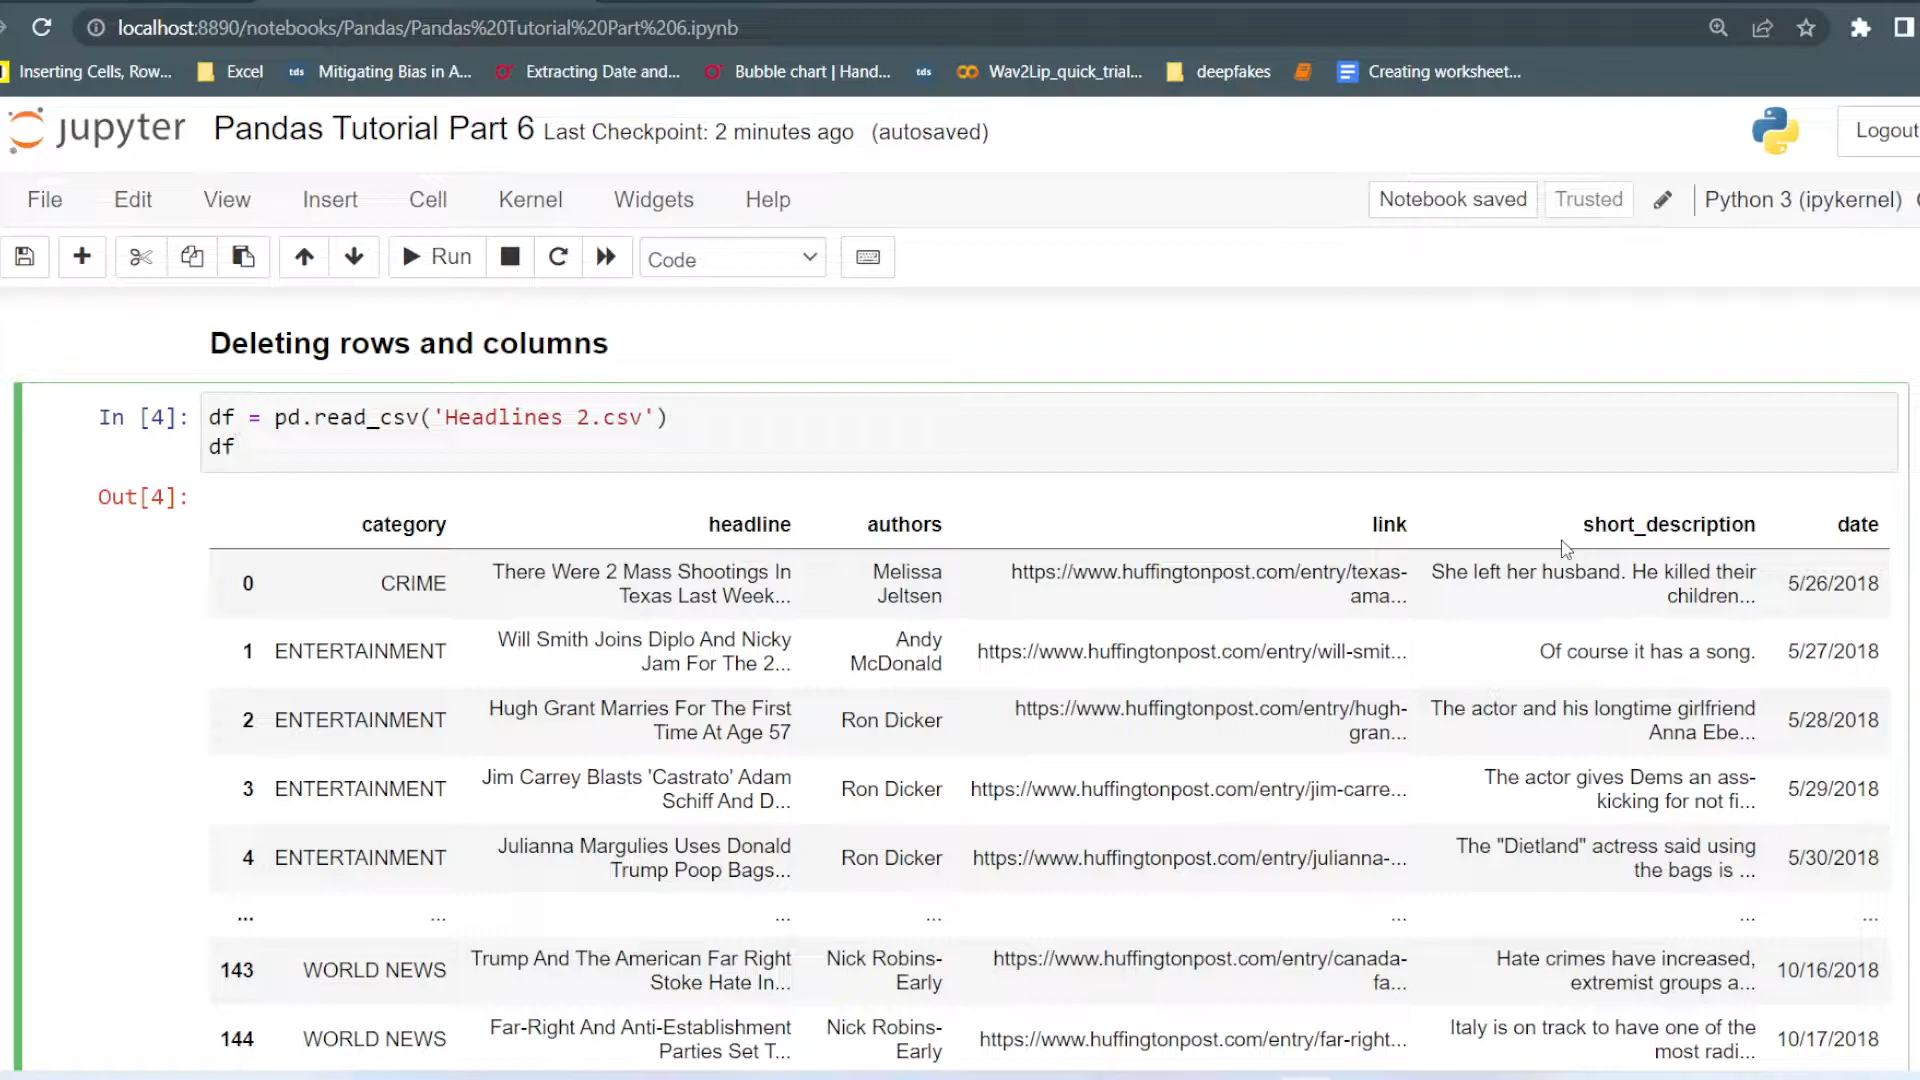 localhost:8890/notebooks/Pandas/Pandas%20Tutorial%20Part%206.ipynb
Inserting Cells, Row... Excel tds Mitigating Bias in A... Extracting Date and... Bubble chart | Hand... tds Wav2Lip_quick_trial... deepfakes Creating worksheet...
jupyter Pandas Tutorial Part 6 Last Checkpoint: 2 minutes ago (autosaved) Logout
File Edit View Insert Cell Kernel Widgets Help Notebook saved Trusted Python 3 (ipykernel)
Run Code
Deleting rows and columns
In [4]: df = pd.read_csv('Headlines 2.csv')
df
Out[4]:
category headline authors link short_description date
0 CRIME There Were 2 Mass Shootings In Texas Last Week... Melissa Jeltsen https://www.huffingtonpost.com/entry/texas-ama... She left her husband. He killed their children... 5/26/2018
1 ENTERTAINMENT Will Smith Joins Diplo And Nicky Jam For The 2... Andy McDonald https://www.huffingtonpost.com/entry/will-smit... Of course it has a song. 5/27/2018
2 ENTERTAINMENT Hugh Grant Marries For The First Time At Age 57 Ron Dicker https://www.huffingtonpost.com/entry/hugh-gran... The actor and his longtime girlfriend Anna Ebe... 5/28/2018
3 ENTERTAINMENT Jim Carrey Blasts 'Castrato' Adam Schiff And D... Ron Dicker https://www.huffingtonpost.com/entry/jim-carre... The actor gives Dems an ass-kicking for not fi... 5/29/2018
4 ENTERTAINMENT Julianna Margulies Uses Donald Trump Poop Bags... Ron Dicker https://www.huffingtonpost.com/entry/julianna-... The "Dietland" actress said using the bags is ... 5/30/2018
... ... ... ... ... ... ...
143 WORLD NEWS Trump And The American Far Right Stoke Hate In... Nick Robins-Early https://www.huffingtonpost.com/entry/canada-fa... Hate crimes have increased, extremist groups a... 10/16/2018
144 WORLD NEWS Far-Right And Anti-Establishment Parties Set T... Nick Robins-Early https://www.huffingtonpost.com/entry/far-right... Italy is on track to have one of the most radi... 10/17/2018